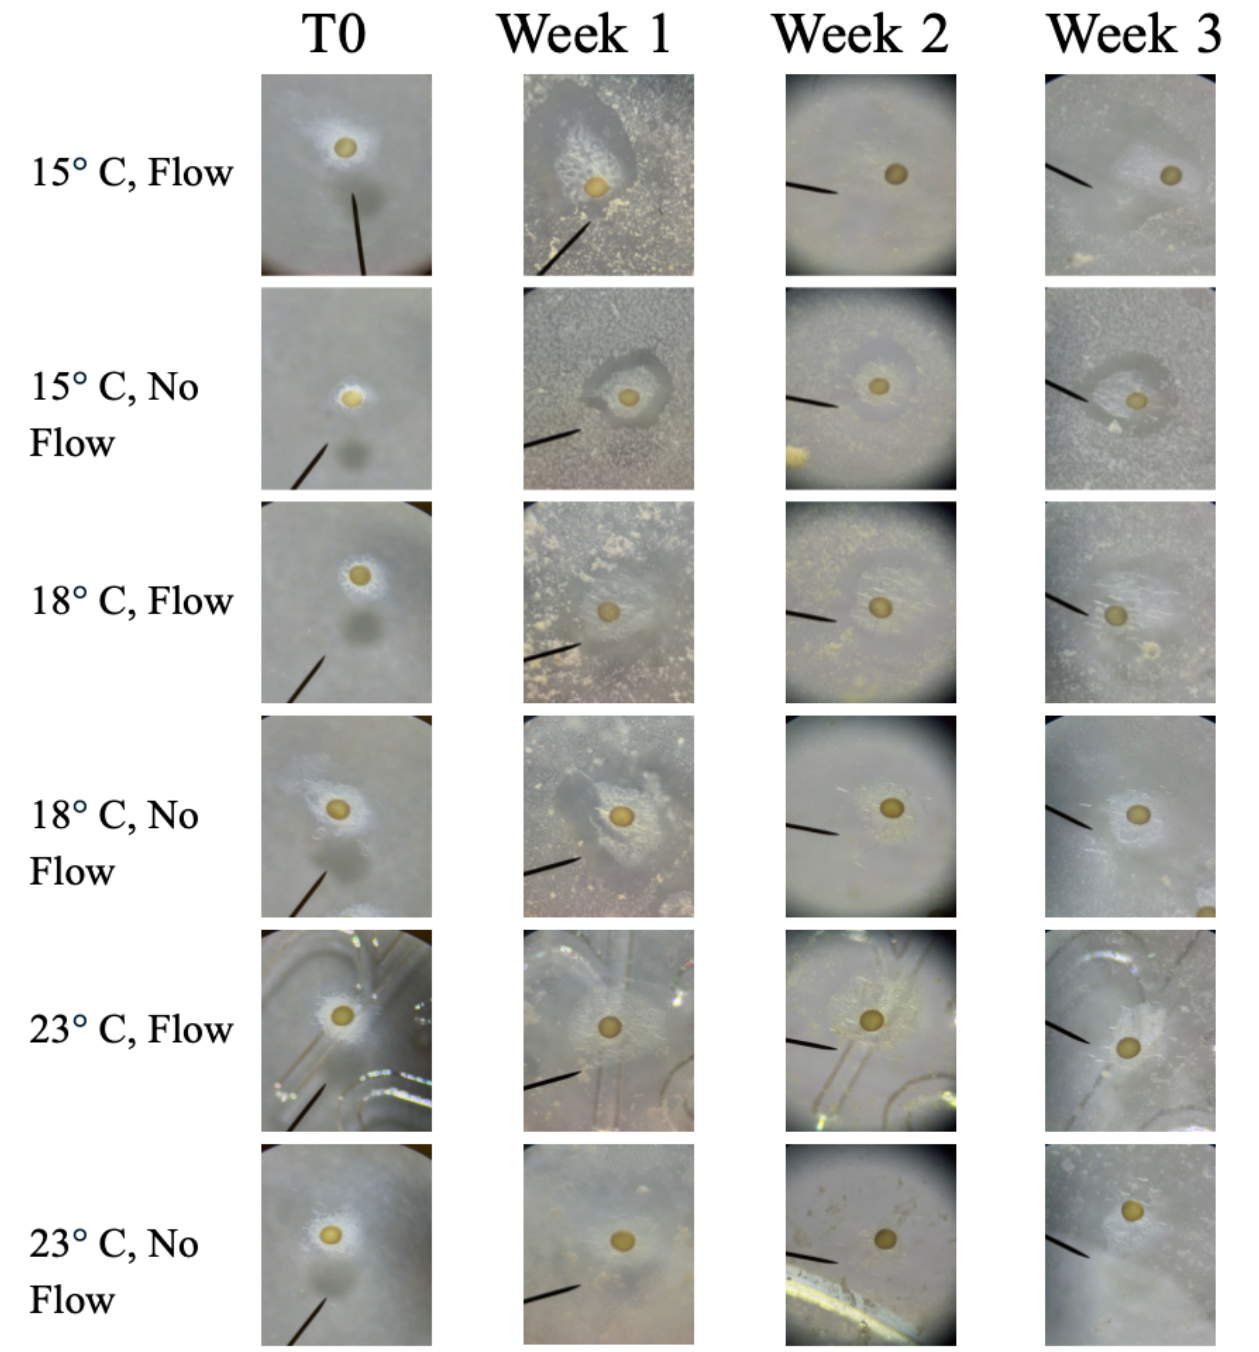 T0 Week 1 Week 2 Week 3
15° C, Flow
15° C, No
Flow
18° C, Flow
18° C, No
Flow
23° C, Flow
23° C, No
Flow